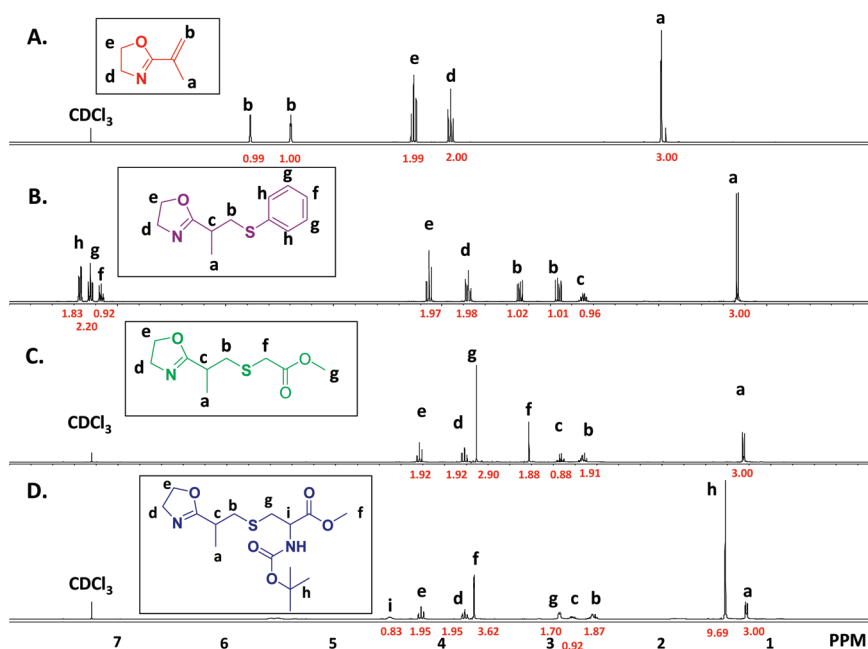 A.
e O b
d N a
CDCl3
b b e d a
0.99 1.00 1.99 2.00 3.00
B.
e O c b S h g f
d N a h g
h g f e d b b c a
1.83 2.20 0.92 1.97 1.98 1.02 1.01 0.96 3.00
C.
e O c b S f O g
d N a O
CDCl3
e d g f c b a
1.92 1.92 2.90 1.88 0.88 1.91 3.00
D.
e O c b S g i O O f
d N a O NH
O h
CDCl3
i e d f g c b h a
0.83 1.95 1.95 3.62 1.70 0.92 1.87 9.69 3.00
7 6 5 4 3 2 1 PPM